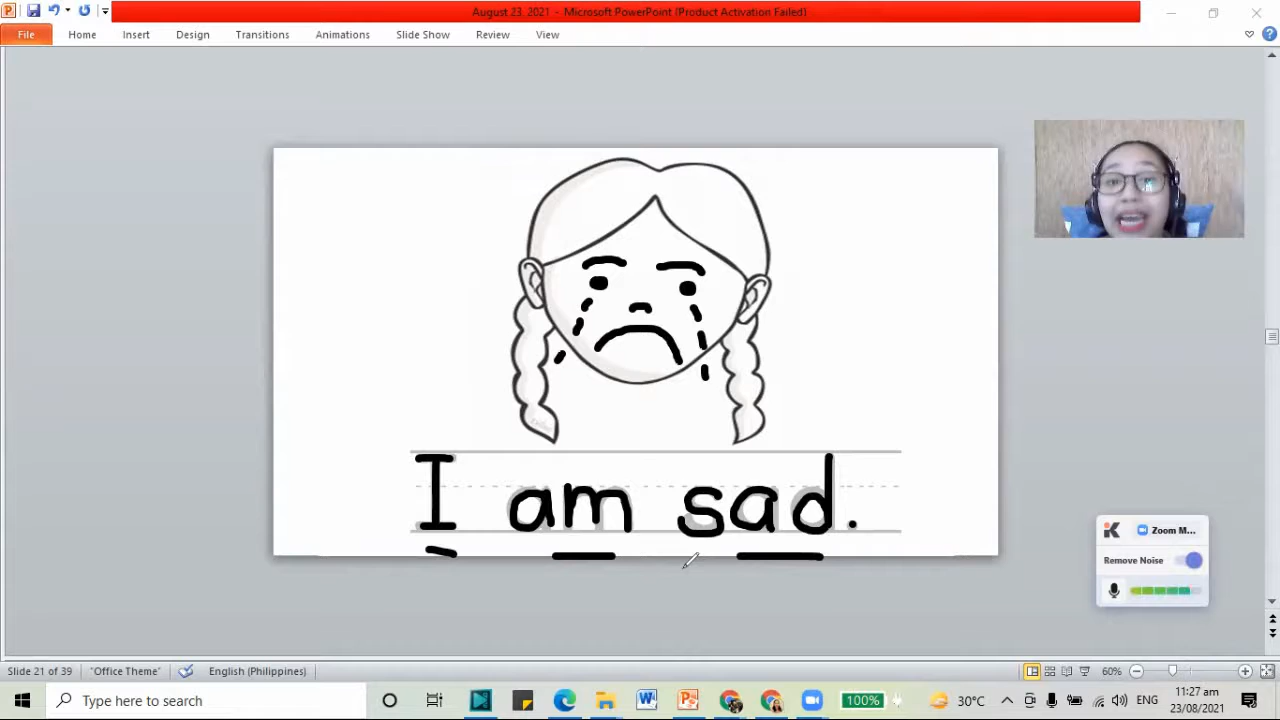 August 23, 2021 - Microsoft PowerPoint (Product Activation Failed)
File Home Insert Design Transitions Animations Slide Show Review View
I am sad.
Zoom M...
Remove Noise
Slide 21 of 39 "Office Theme" English (Philippines) 60%
Type here to search 100% 30°C ENG 11:27 am
23/08/2021